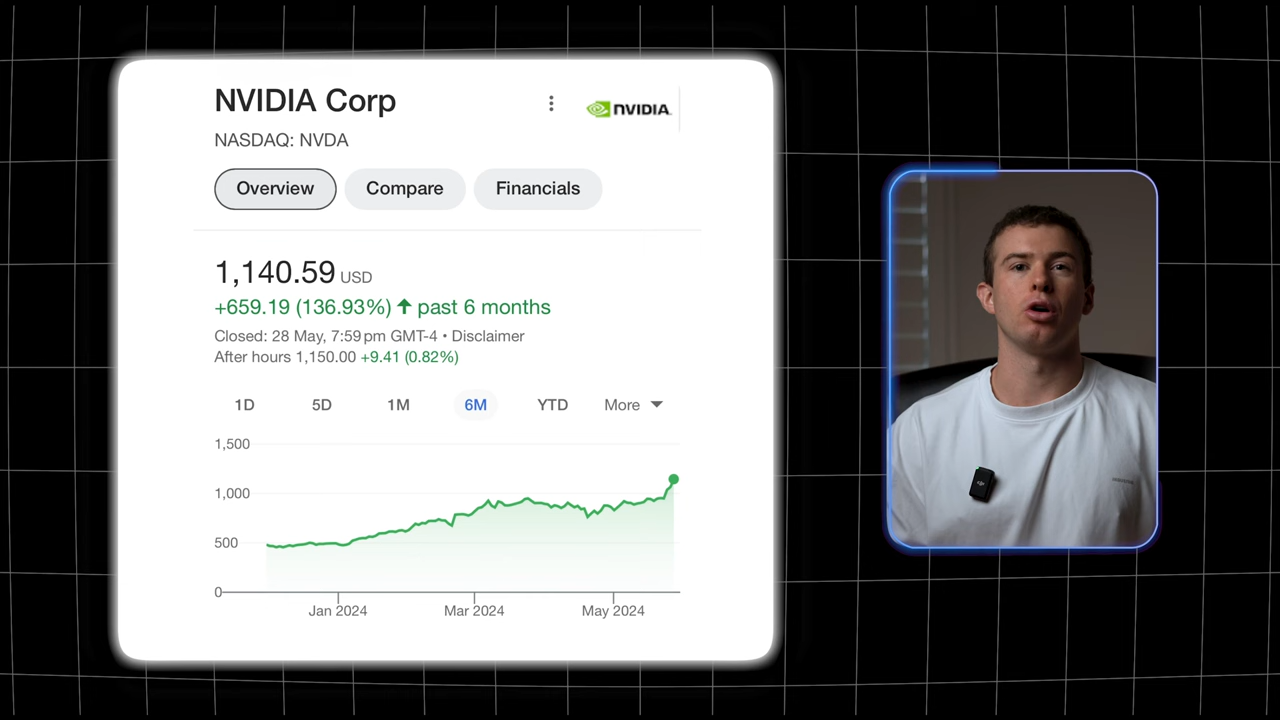 NVIDIA Corp
NVIDIA.
NASDAQ: NVDA
Overview Compare Financials
1,140.59 USD
+659.19 (136.93%) ↑ past 6 months
Closed: 28 May, 7:59 pm GMT-4 • Disclaimer
After hours 1,150.00 +9.41 (0.82%)
1D 5D 1M 6M YTD More
1,500
1,000
500
0
Jan 2024 Mar 2024 May 2024
dji